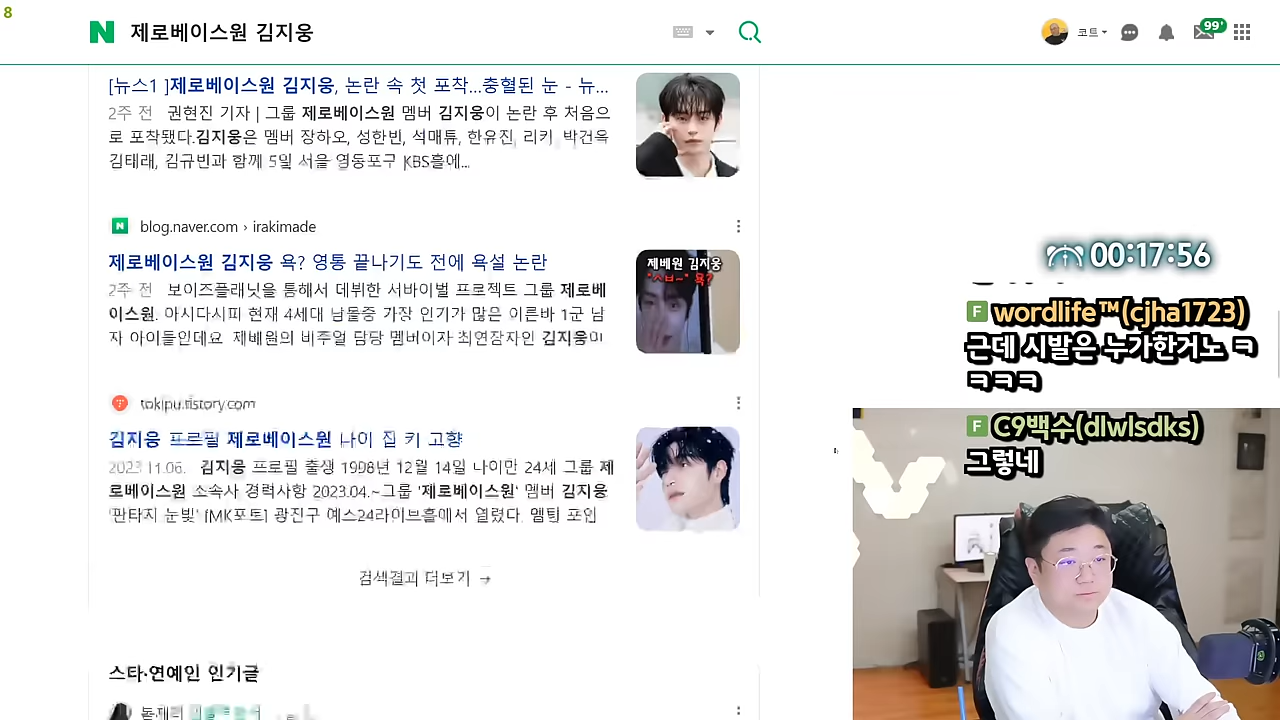 8
N 제로베이스원 김지웅
코트
99+
[뉴스1 ]제로베이스원 김지웅, 논란 속 첫 포착...충혈된 눈 - 뉴...
2주 전 권현진 기자 | 그룹 제로베이스원 멤버 김지웅이 논란 후 처음으
로 포착됐다.김지웅은 멤버 장하오, 성한빈, 석매튜, 한유진, 리키, 박건욱
김태래, 김규빈과 함께 5일 서울 영등포구 KBS홀에...
blog.naver.com › irakimade
제로베이스원 김지웅 욕? 영통 끝나기도 전에 욕설 논란
2주 전 보이즈플래닛을 통해서 데뷔한 서바이벌 프로젝트 그룹 제로베
이스원. 아시다시피 현재 4세대 남돌중 가장 인기가 많은 이른바 1군 남
자 아이돌인데요 제베원의 비주얼 담당 멤버이자 최연장자인 김지웅이
제베원 김지웅
"ㅅㅂ~" 욕?
tokipu.tistory.com
김지웅 프로필 제로베이스원 나이 집 키 고향
2023.11.06. 김지웅 프로필 출생 1998년 12월 14일 나이만 24세 그룹 제
로베이스원 소속사 경력사항 2023.04.~그룹 '제로베이스원' 멤버 김지웅
'판타지 눈빛' [MK포토] 광진구 예스24라이브홀에서 열렸다. 엠팅 포인
검색결과 더보기 →
스타·연예인 인기글
00:17:56
F wordlife™(cjha1723)
근데 시발은 누가한거노 ㅋ
ㅋㅋㅋ
F C9백수(dlwlsdks)
그렇네